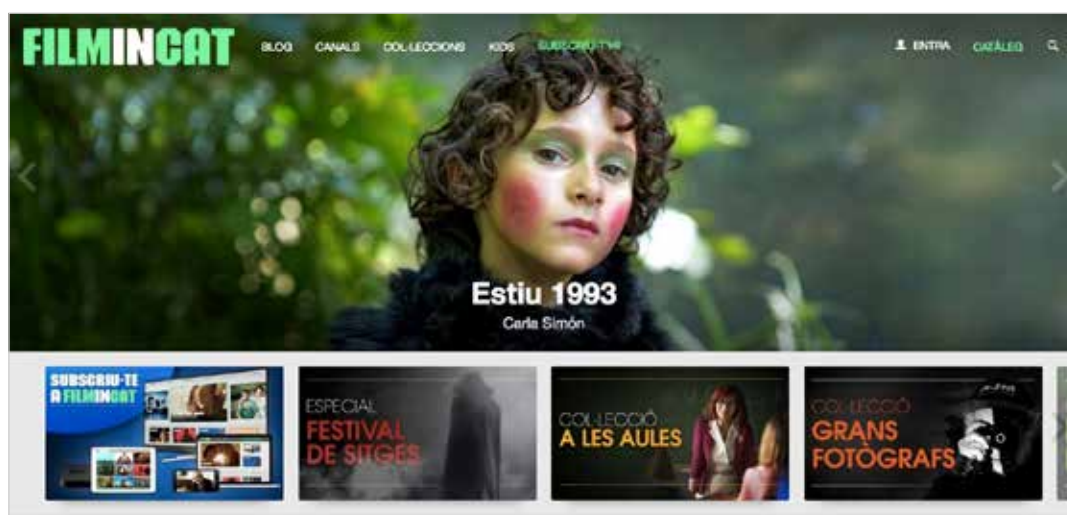 FILMINCAT
BLOG CANALS COL·LECCIONS KIDS SUBSCRIU-T'HI
ENTRA CATÀLEG
Estiu 1993
Carla Simón
SUBSCRIU-TE
A FILMINCAT
ESPECIAL
FESTIVAL
DE SITGES
COL·LECCIÓ
A LES AULES
COL·LECCIÓ
GRANS
FOTÒGRAFS